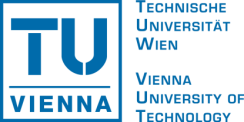 TU
VIENNA
TECHNISCHE
UNIVERSITÄT
WIEN
VIENNA
UNIVERSITY OF
TECHNOLOGY